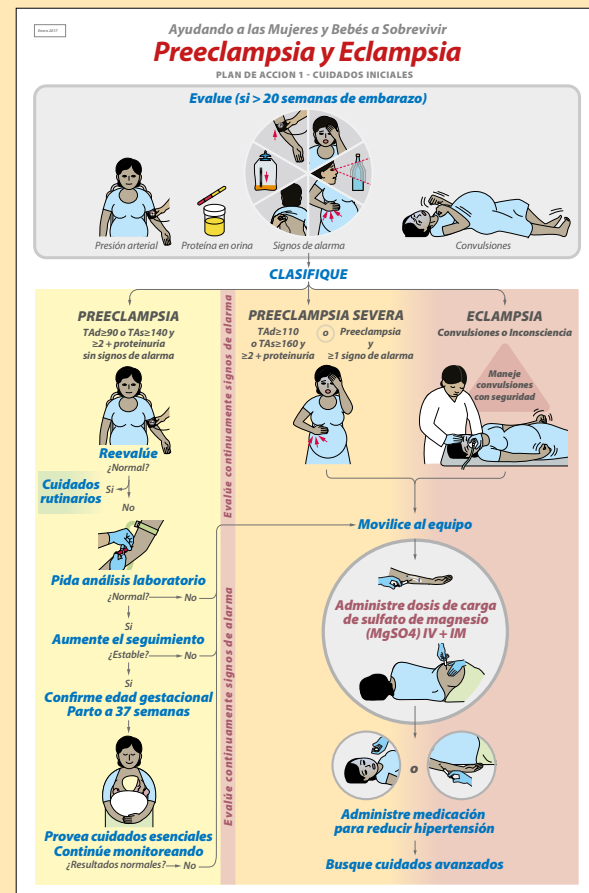 Enero 2017
Ayudando a las Mujeres y Bebés a Sobrevivir
Preeclampsia y Eclampsia
PLAN DE ACCION 1 - CUIDADOS INICIALES
Evalue (si > 20 semanas de embarazo)
Presión arterial
Proteína en orina
Signos de alarma
Convulsiones
CLASIFIQUE
PREECLAMPSIA
TAd≥90 o TAs≥140 y
≥2 + proteinuria
sin signos de alarma
Reevalúe
¿Normal?
Cuidados
rutinarios
Si
No
Pida análisis laboratorio
¿Normal?
No
Si
Aumente el seguimiento
¿Estable?
No
Si
Confirme edad gestacional
Parto a 37 semanas
Provea cuidados esenciales
Continúe monitoreando
¿Resultados normales?
No
Evalúe continuamente signos de alarma
Evalúe continuamente signos de alarma
PREECLAMPSIA SEVERA
TAd≥110
o TAs≥160 y
≥2 + proteinuria
o
Preeclampsia
y
≥1 signo de alarma
ECLAMPSIA
Convulsiones o Inconsciencia
Maneje
convulsiones
con seguridad
Movilice al equipo
Administre dosis de carga
de sulfato de magnesio
(MgSO4) IV + IM
o
Administre medicación
para reducir hipertensión
Busque cuidados avanzados